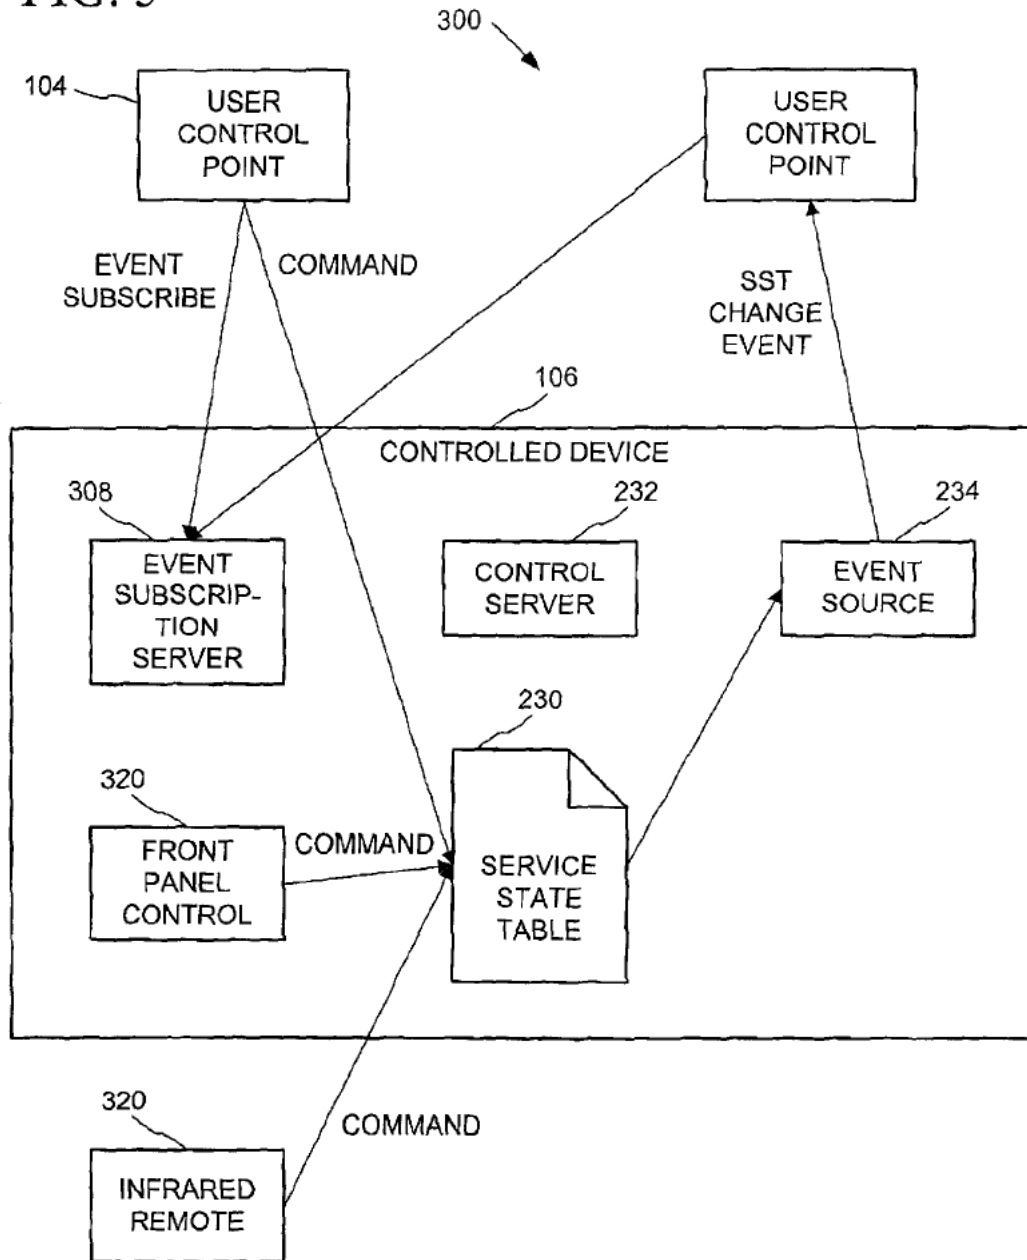 300
104
USER
CONTROL
POINT
USER
CONTROL
POINT
EVENT
SUBSCRIBE
COMMAND
SST
CHANGE
EVENT
106
CONTROLLED DEVICE
308
232
234
EVENT
SUBSCRIP-
TION
SERVER
CONTROL
SERVER
EVENT
SOURCE
230
320
FRONT
PANEL
CONTROL
COMMAND
SERVICE
STATE
TABLE
320
COMMAND
INFRARED
REMOTE